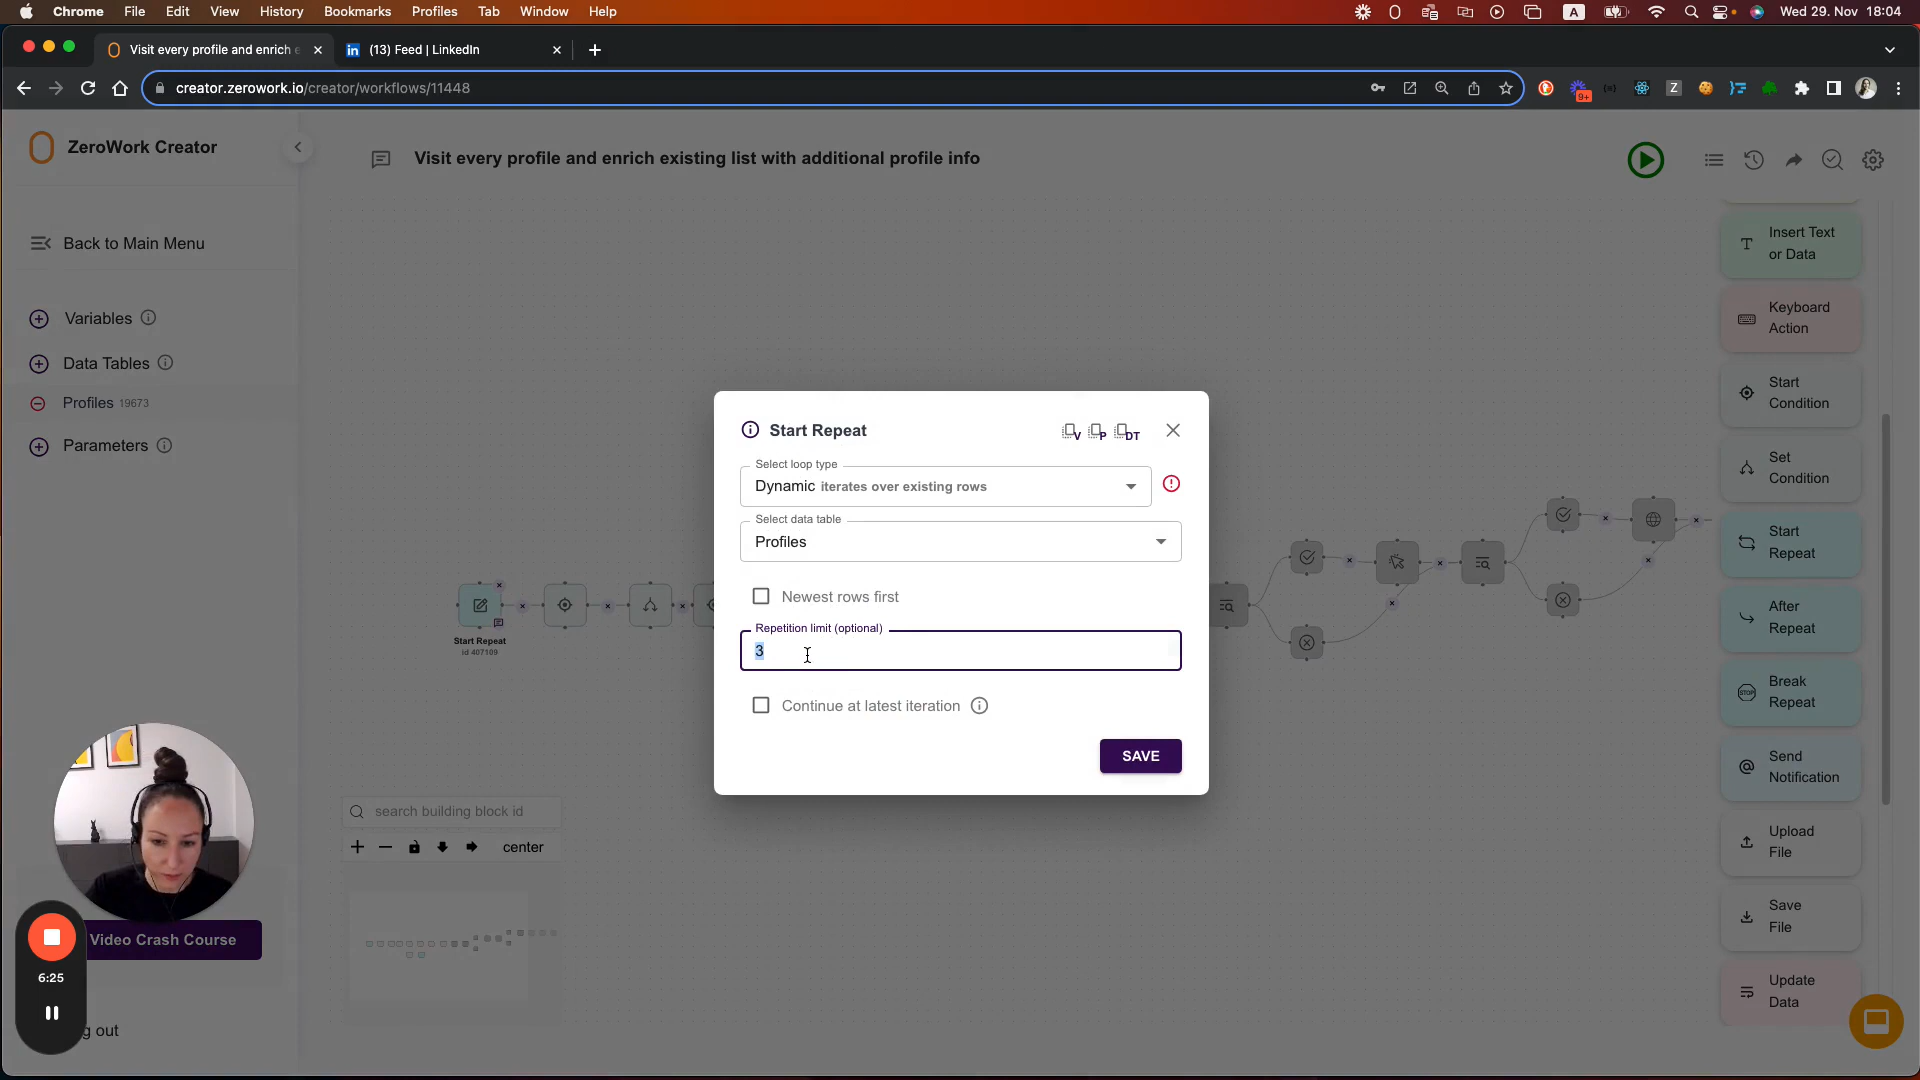 Chrome File Edit View History Bookmarks Profiles Tab Window Help
A
Wed 29. Nov 18:04
Visit every profile and enrich e
in (13) Feed | LinkedIn
creator.zerowork.io/creator/workflows/11448
9+
Z
ZeroWork Creator
Visit every profile and enrich existing list with additional profile info
Back to Main Menu
Variables
Data Tables
Profiles 19673
Parameters
Video Crash Course
6:25
g out
Start Repeat
id 407109
search building block id
center
Start Repeat
V
P
DT
Select loop type
Dynamic iterates over existing rows
Select data table
Profiles
Newest rows first
Repetition limit (optional)
3
Continue at latest iteration
SAVE
Insert Text
or Data
Keyboard
Action
Start
Condition
Set
Condition
Start
Repeat
After
Repeat
STOP
Break
Repeat
Send
Notification
Upload
File
Save
File
Update
Data